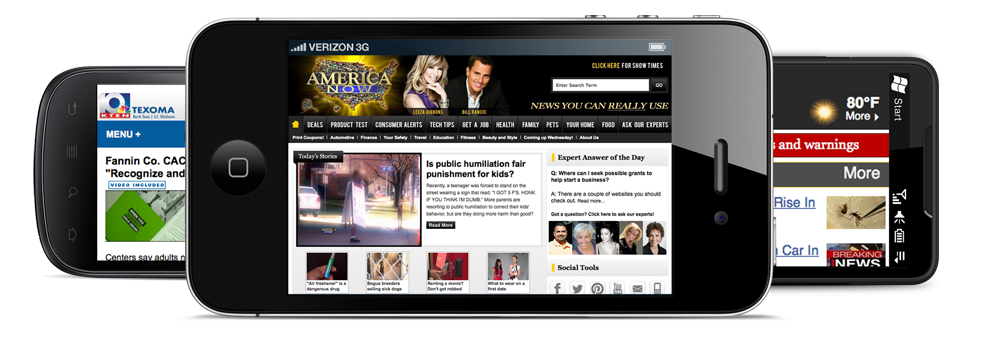 KTEN
TEXOMA
North Texas | S. Oklahoma
MENU +
Fannin Co. CAC
"Recognize and
VIDEO INCLUDED
Centers say adults n
VERIZON 3G
AMERICA
NOW
LEEZA GIBBONS
BILL RANCIC
CLICK HERE FOR SHOW TIMES
Enter Search Term
GO
NEWS YOU CAN REALLY USE
DEALS
PRODUCT TEST
CONSUMER ALERTS
TECH TIPS
GET A JOB
HEALTH
FAMILY
PETS
YOUR HOME
FOOD
ASK OUR EXPERTS
Print Coupons! | Automotive | Finance | Your Safety | Travel | Education | Fitness | Beauty and Style | Coming up Wednesday! | About Us
Today's Stories
Is public humiliation fair
punishment for kids?
Recently, a teenager was forced to stand on the
street wearing a sign that read: "I GOT 5 F'S. HONK
IF YOU THINK I'M DUMB." More parents are
resorting to public humiliation to correct their kids'
behavior, but are they doing more harm than good?
Read More
"Air freshener" is a
dangerous drug
Bogus breeders
selling sick dogs
Renting a movie?
Don't get robbed
What to wear on a
first date
Expert Answer of the Day
Q: Where can I seek possible grants to
help start a business?
A: There are a couple of websites you should
check out. Read more...
Got a question? Click here to ask our experts!
Social Tools
You
80°F
More
s and warnings
More
Rise In
n Car In
BREAKING
NEWS
Start